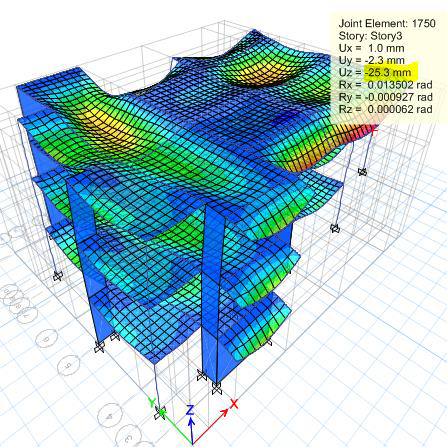 Joint Element: 1750
Story: Story3
Ux = 1.0 mm
Uy = -2.3 mm
Uz = -25.3 mm
Rx = 0.013502 rad
Ry = -0.000927 rad
Rz = 0.000062 rad
Y
Z
X